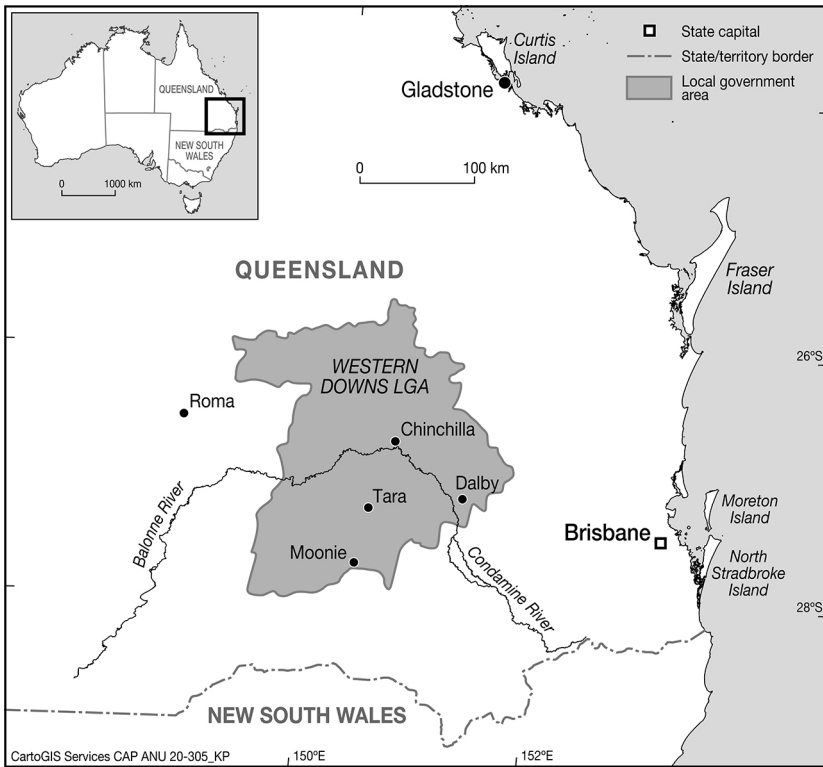 QUEENSLAND
NEW SOUTH
WALES
0
1000 km
Curtis
Island
Gladstone
State capital
State/territory border
Local government
area
0
100 km
QUEENSLAND
Fraser
Island
WESTERN
DOWNS LGA
26°S
Roma
Chinchilla
Dalby
Tara
Balonne River
Moreton
Island
Brisbane
Moonie
Condamine River
North
Stradbroke
Island
28°S
NEW SOUTH WALES
CartoGIS Services CAP ANU 20-305_KP
150°E
152°E